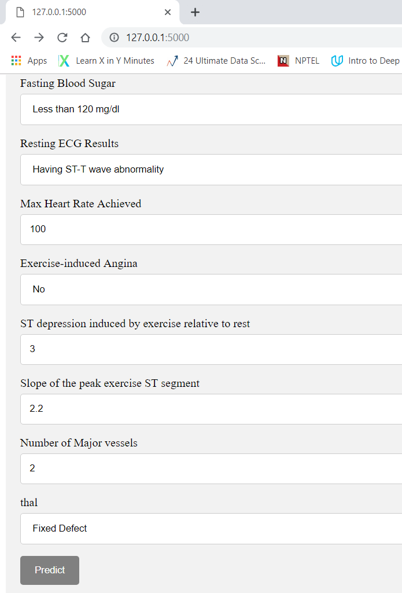 127.0.0.1:5000
127.0.0.1:5000
Apps Learn X in Y Minutes 24 Ultimate Data Sc... NPTEL Intro to Deep
Fasting Blood Sugar
Less than 120 mg/dl
Resting ECG Results
Having ST-T wave abnormality
Max Heart Rate Achieved
100
Exercise-induced Angina
No
ST depression induced by exercise relative to rest
3
Slope of the peak exercise ST segment
2.2
Number of Major vessels
2
thal
Fixed Defect
Predict